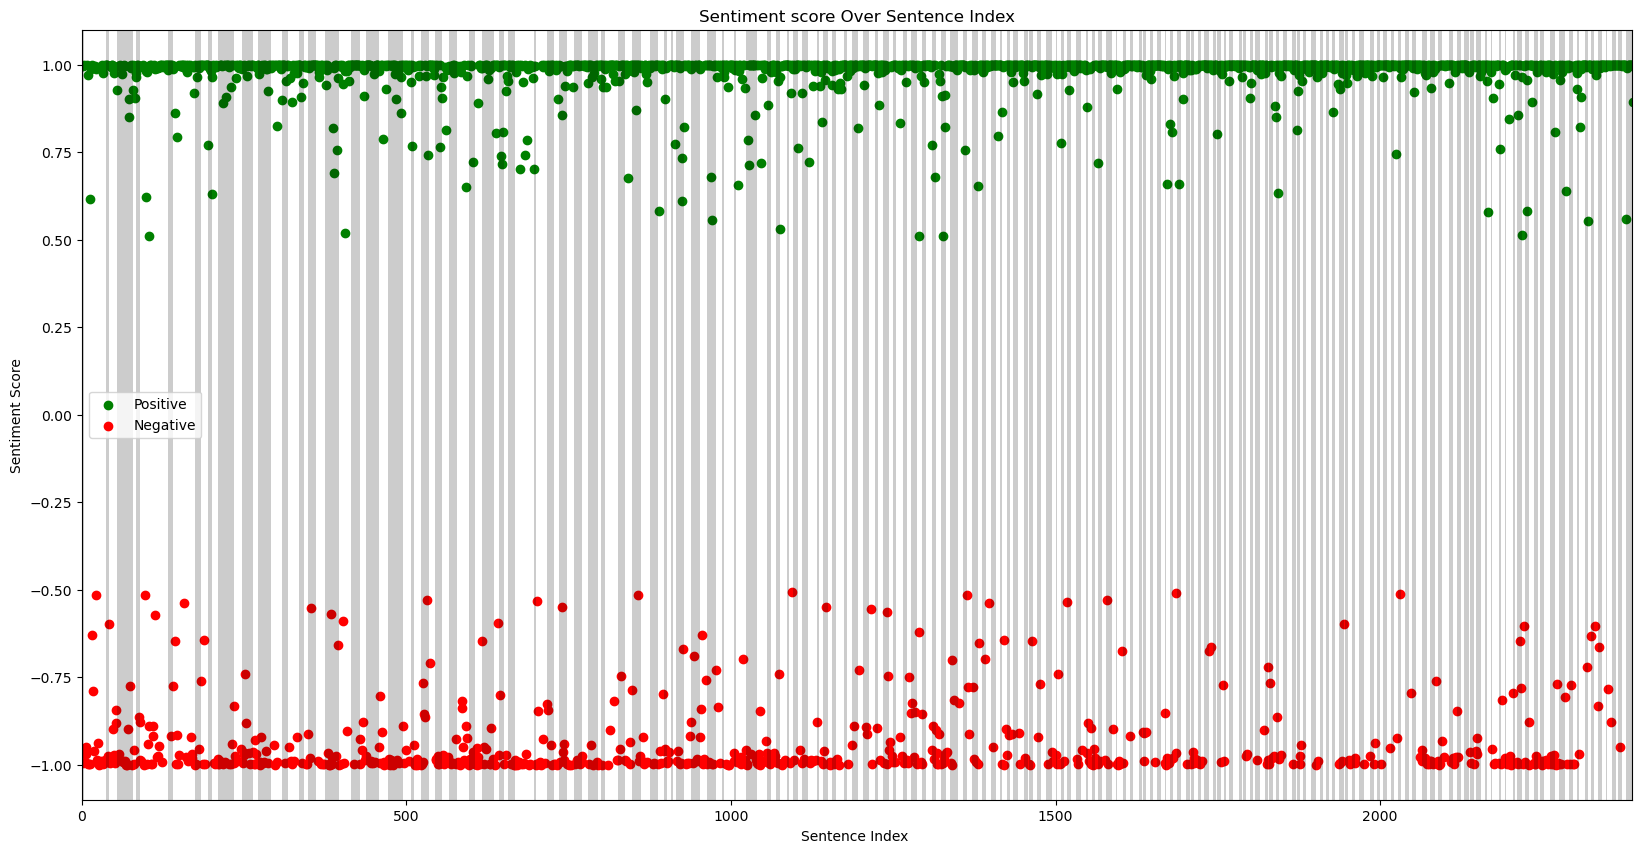 Sentiment score Over Sentence Index
1.00
0.75
0.50
0.25
0.00
−0.25
−0.50
−0.75
−1.00
Sentiment Score
Positive
Negative
0
500
1000
1500
2000
Sentence Index